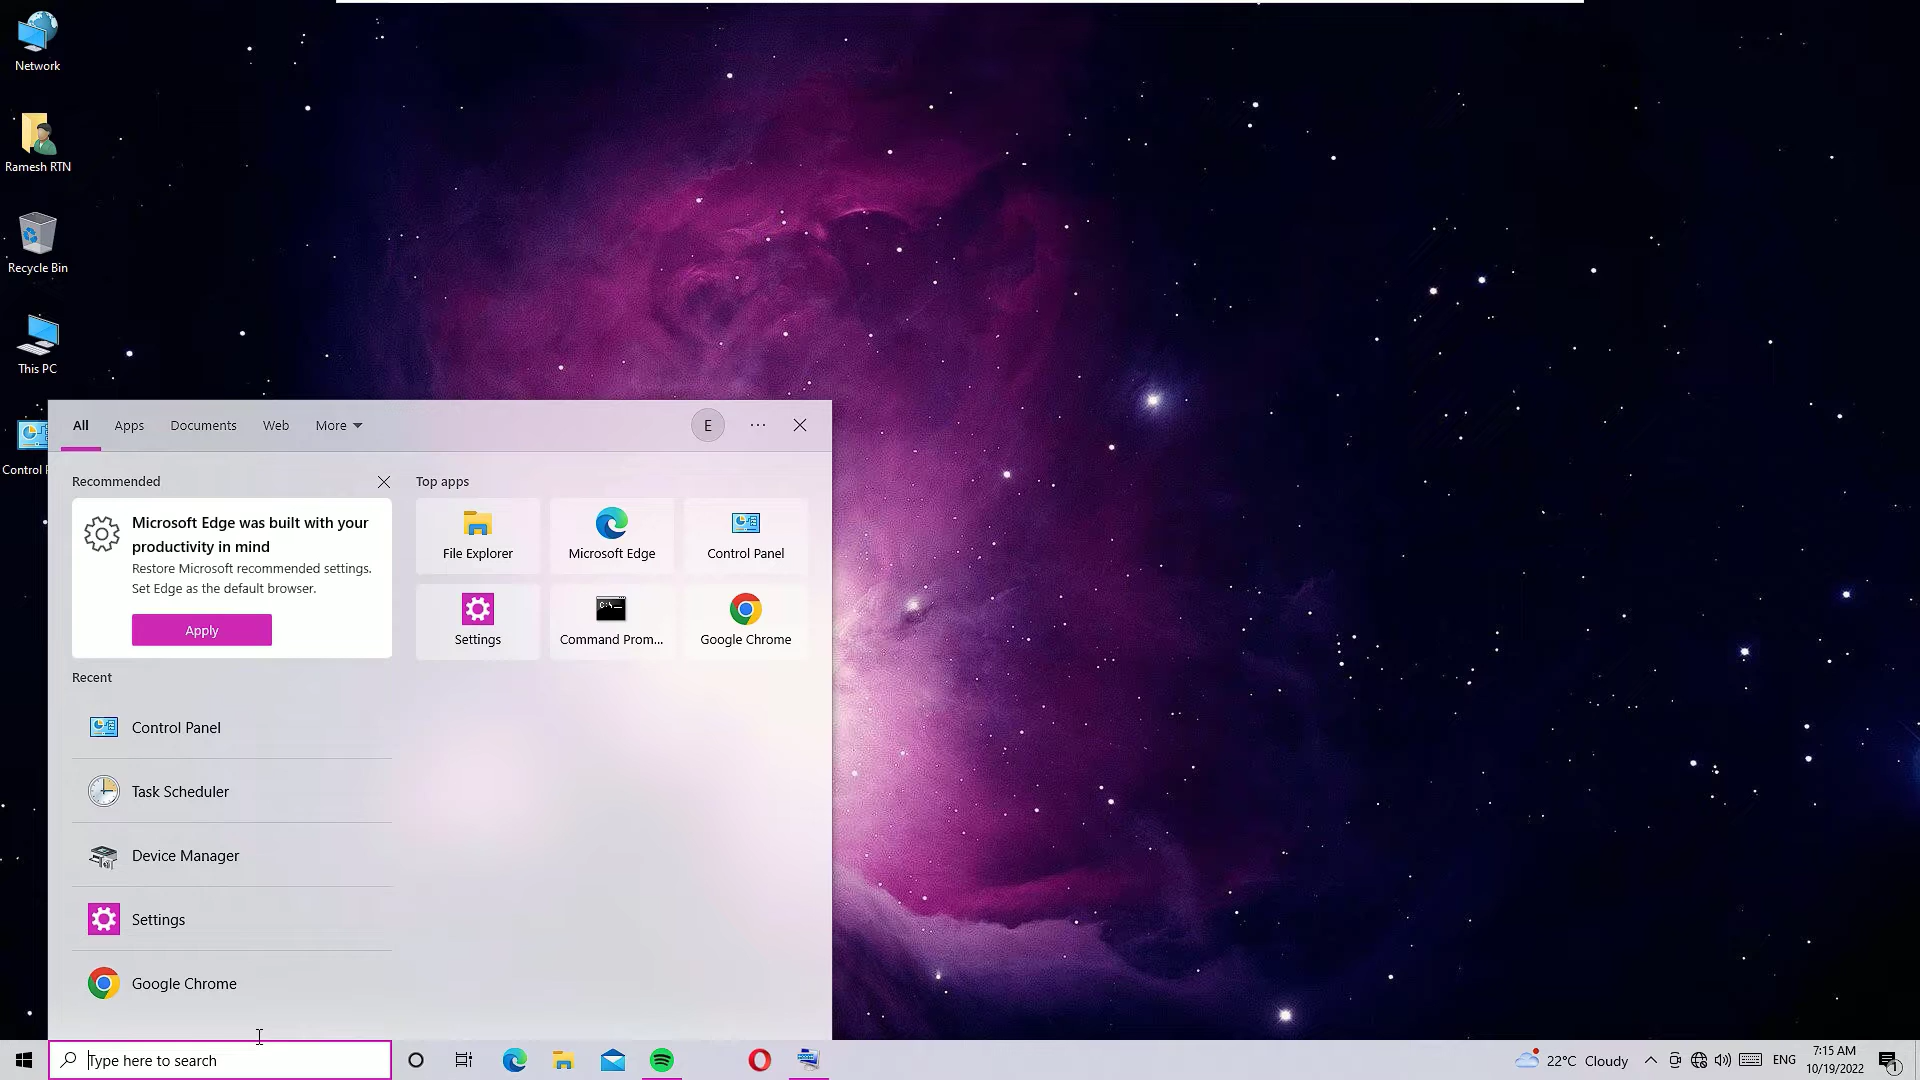 Network
Ramesh RTN
Recycle Bin
This PC
Control
All Apps Documents Web More
E
Recommended
Microsoft Edge was built with your
productivity in mind
Restore Microsoft recommended settings.
Set Edge as the default browser.
Apply
Top apps
File Explorer Microsoft Edge Control Panel
Settings Command Prom... Google Chrome
Recent
Control Panel
Task Scheduler
Device Manager
Settings
Google Chrome
Type here to search
22°C Cloudy
ENG
7:15 AM
10/19/2022
1